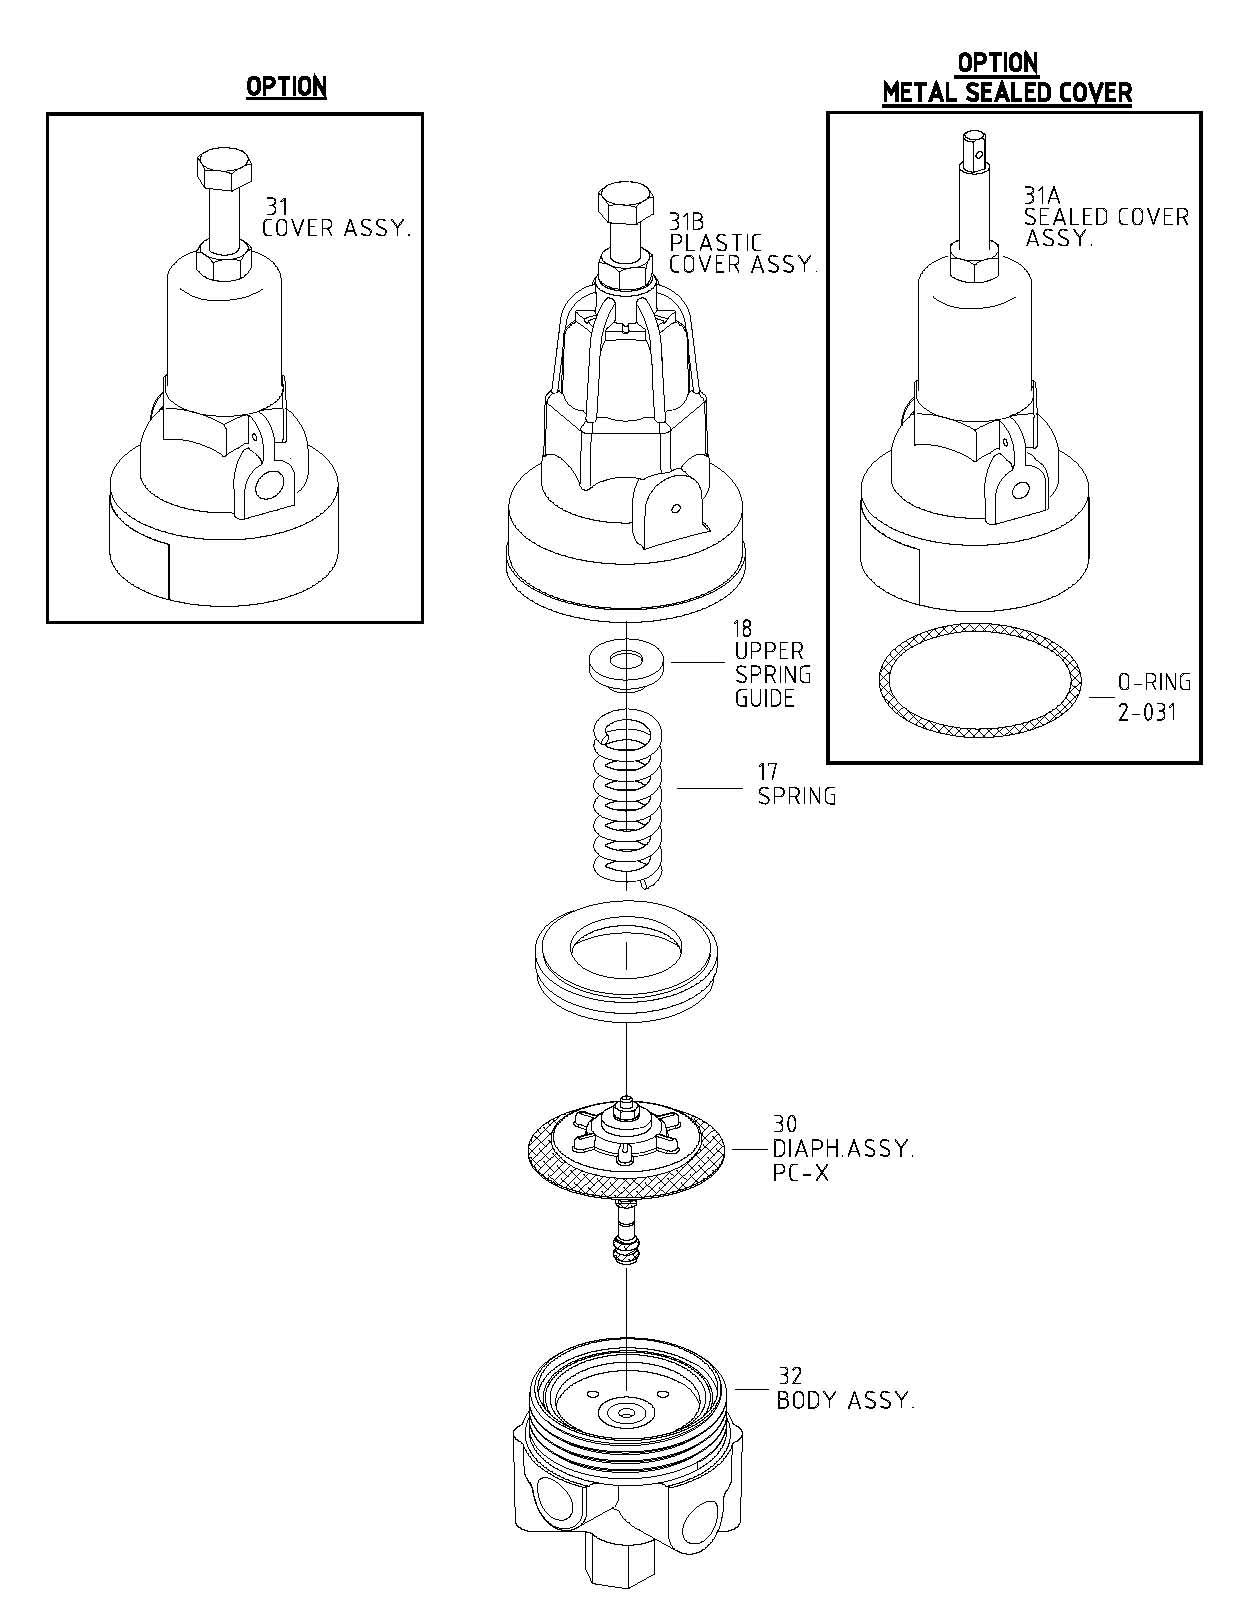 OPTION
31
COVER ASSY.
31B
PLASTIC
COVER ASSY.
OPTION
METAL SEALED COVER
31A
SEALED COVER
ASSY.
O-RING
2-031
18
UPPER
SPRING
GUIDE
17
SPRING
30
DIAPH.ASSY.
PC-X
32
BODY ASSY.